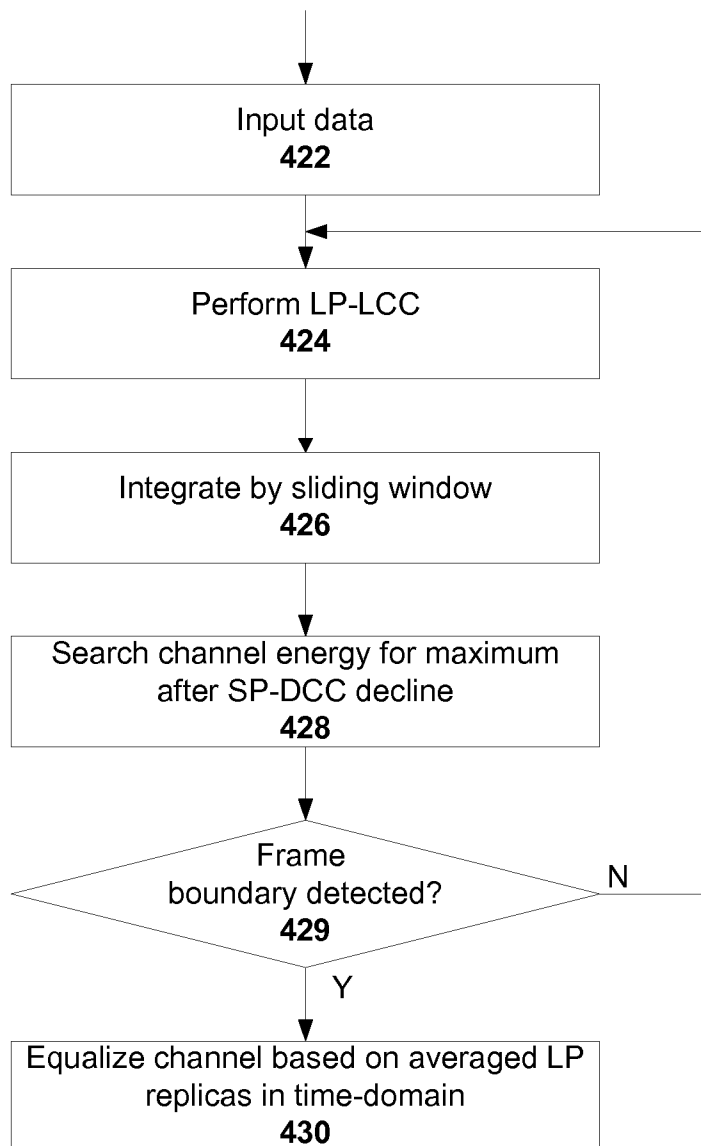 Input data
422
Perform LP-LCC
424
Integrate by sliding window
426
Search channel energy for maximum
after SP-DCC decline
428
Frame
boundary detected?
429
N
Y
Equalize channel based on averaged LP
replicas in time-domain
430